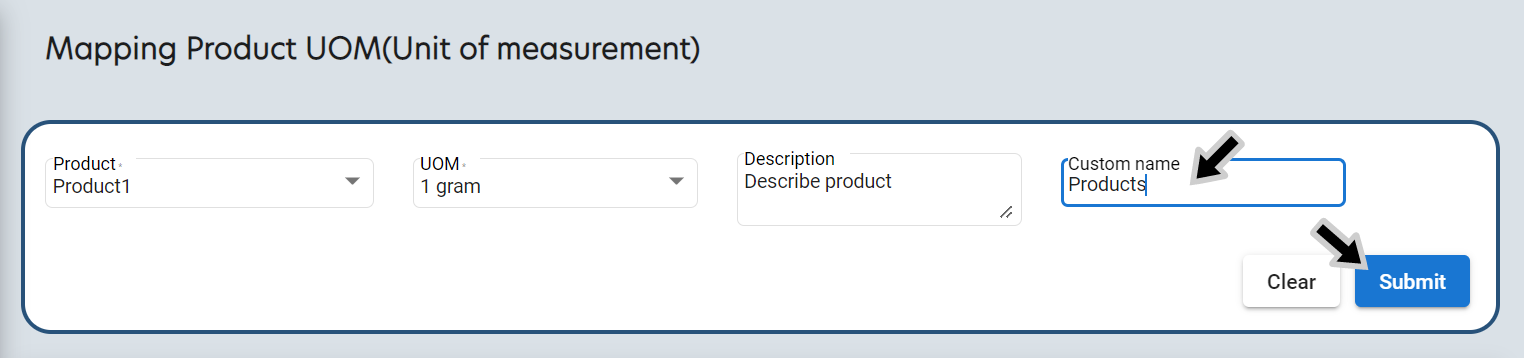 Mapping Product UOM(Unit of measurement)
Product *
Product1
UOM *
1 gram
Description
Describe product
Custom name
Products
Clear
Submit